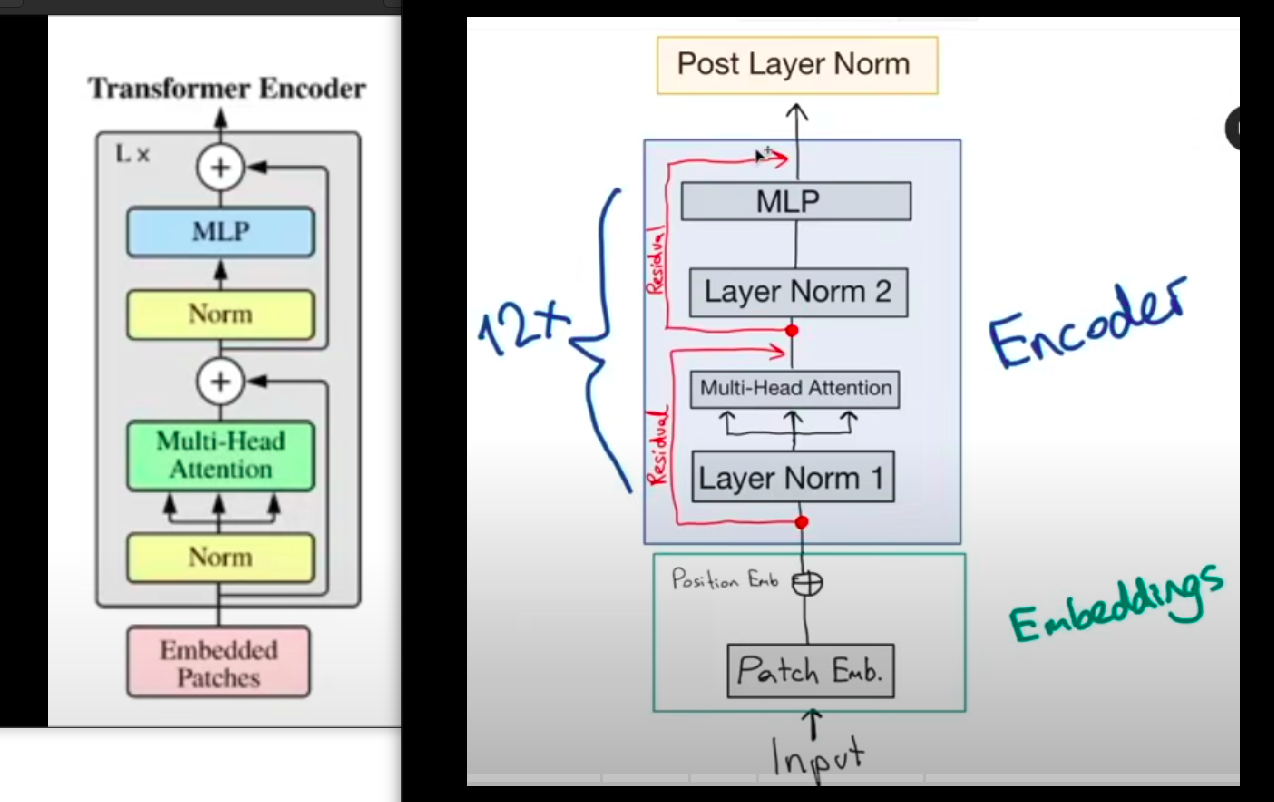 Transformer Encoder
L x
MLP
Norm
Multi-Head
Attention
Norm
Embedded
Patches
Post Layer Norm
MLP
Residual
Layer Norm 2
12x
Encoder
Multi-Head Attention
Residual
Layer Norm 1
Position Emb
Embeddings
Patch Emb.
Input